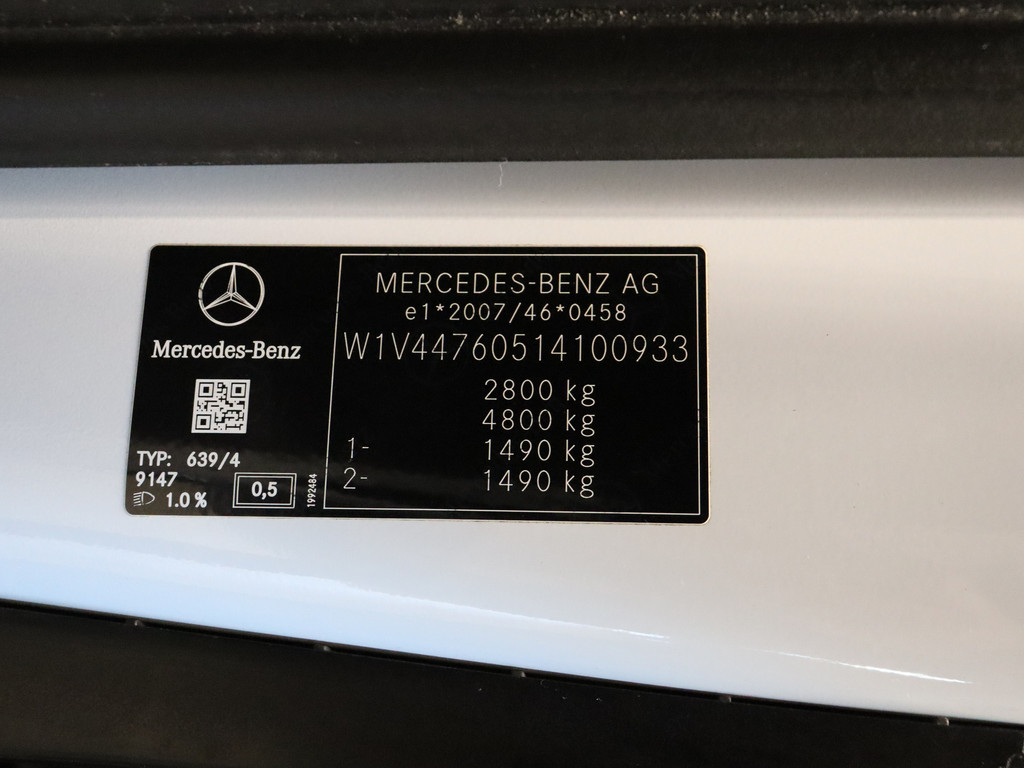 Mercedes-Benz
TYP: 639/4
9147
1.0 %
0,5
1992484
MERCEDES-BENZ AG
e1*2007/46*0458
W1V44760514100933
2800 kg
4800 kg
1- 1490 kg
2- 1490 kg